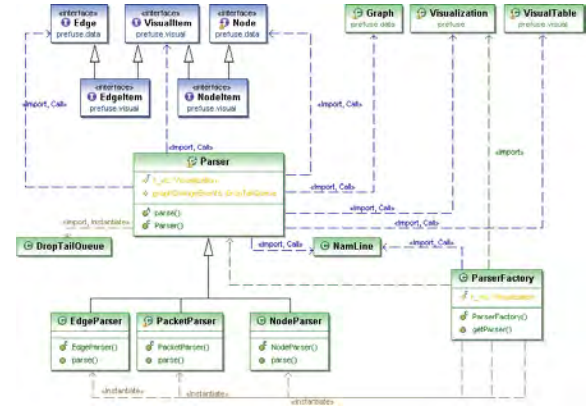 «interface»
Edge
prefuse.data
«interface»
VisualItem
prefuse.visual
«interface»
Node
prefuse.data
Graph
prefuse.data
Visualization
prefuse
VisualTable
prefuse.visual
«interface»
EdgeItem
prefuse.visual
«interface»
NodeItem
prefuse.visual
«Import, Call»
«Import, Call»
«Import, Call»
«Import, Call»
«Import»
Parser
parse()
Parser()
«Import, Call»
«Import, Call»
«Import, Instantiate»
«Import, Call»
«Import, Call»
DropTailQueue
NamLine
ParserFactory
ParserFactory()
getParser()
EdgeParser
EdgeParser()
parse()
PacketParser
PacketParser()
parse()
NodeParser
NodeParser()
parse()
«Instantiate»
«Instantiate»
«Instantiate»